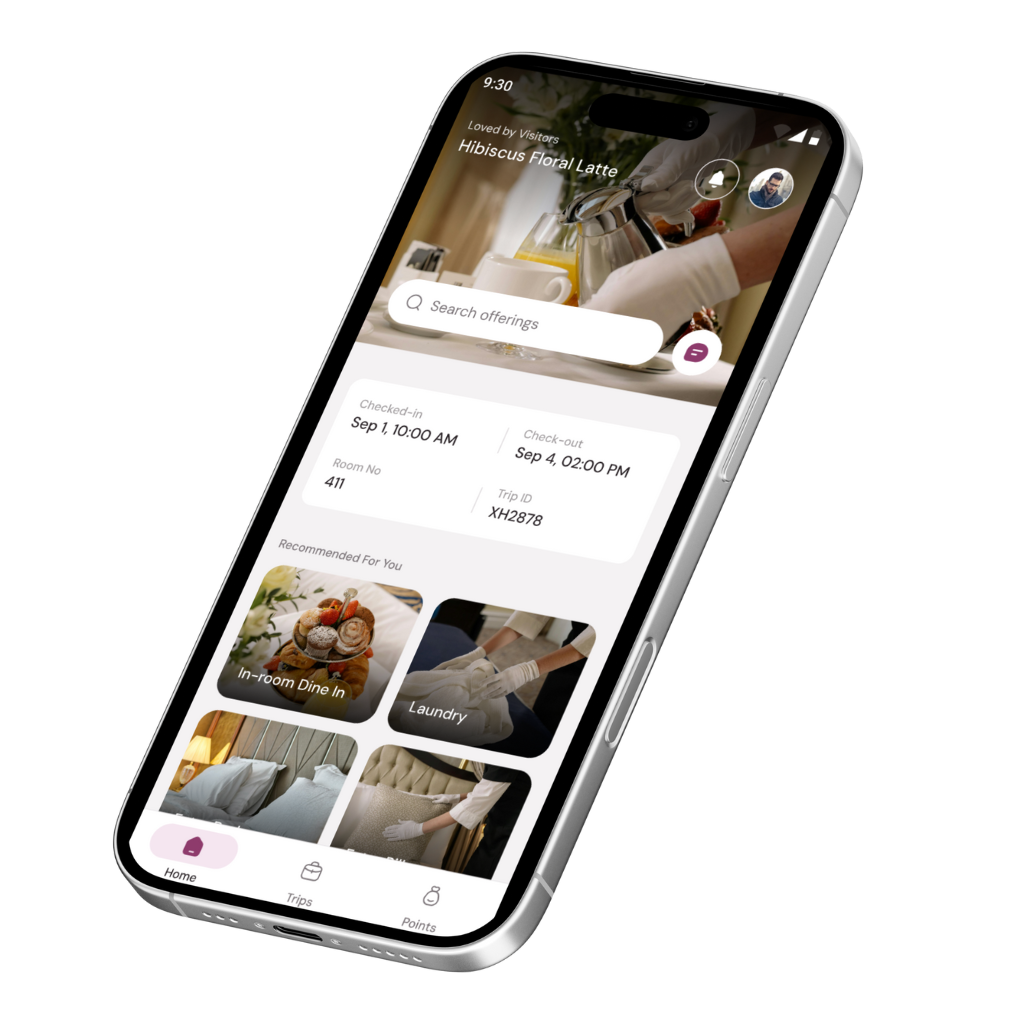 9:30
Loved by Visitors
Hibiscus Floral Latte
Search offerings
Checked-in
Sep 1, 10:00 AM
Check-out
Sep 4, 02:00 PM
Room No
411
Trip ID
XH2878
Recommended For You
In-room Dine In
Laundry
Home
Trips
Points